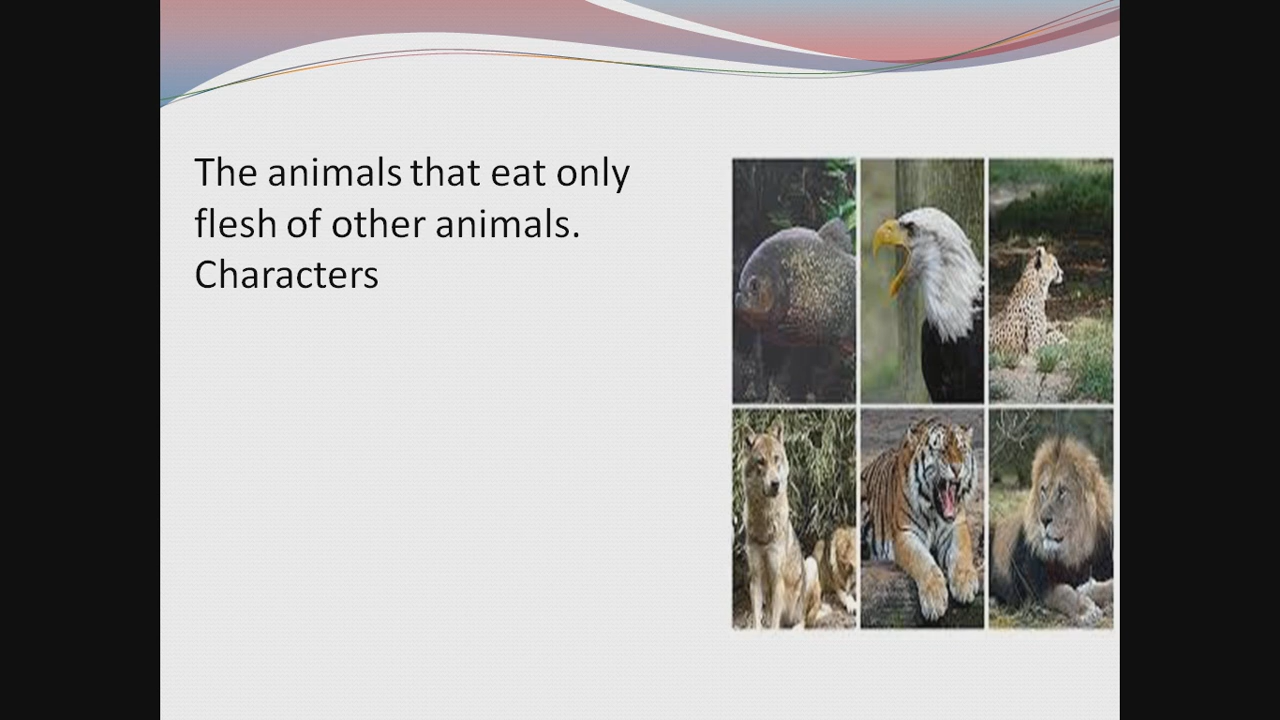 The animals that eat only
flesh of other animals.
Characters